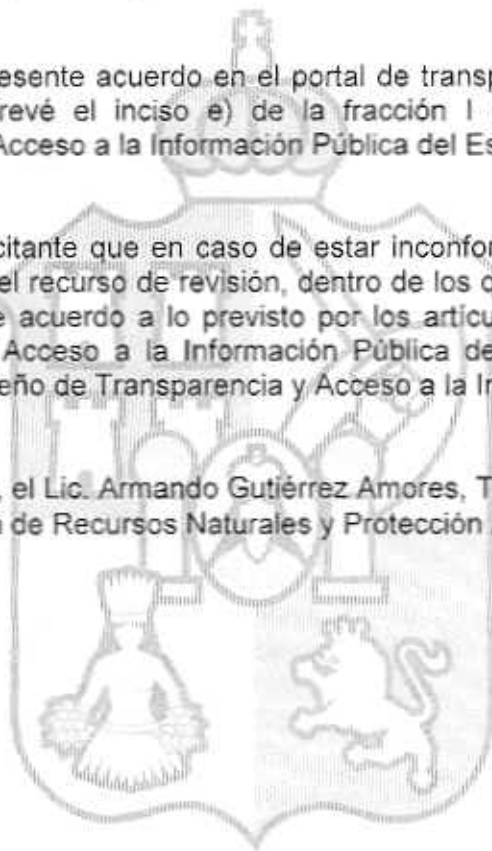 esente acuerdo en el portal de transp
revé el inciso e) de la fracción I
Acceso a la Información Pública del Es
citante que en caso de estar inconfor
el recurso de revisión, dentro de los
e acuerdo a lo previsto por los artícu
Acceso a la Información Pública de
eño de Transparencia y Acceso a la In
, el Lic. Armando Gutiérrez Amores, T
de Recursos Naturales y Protección